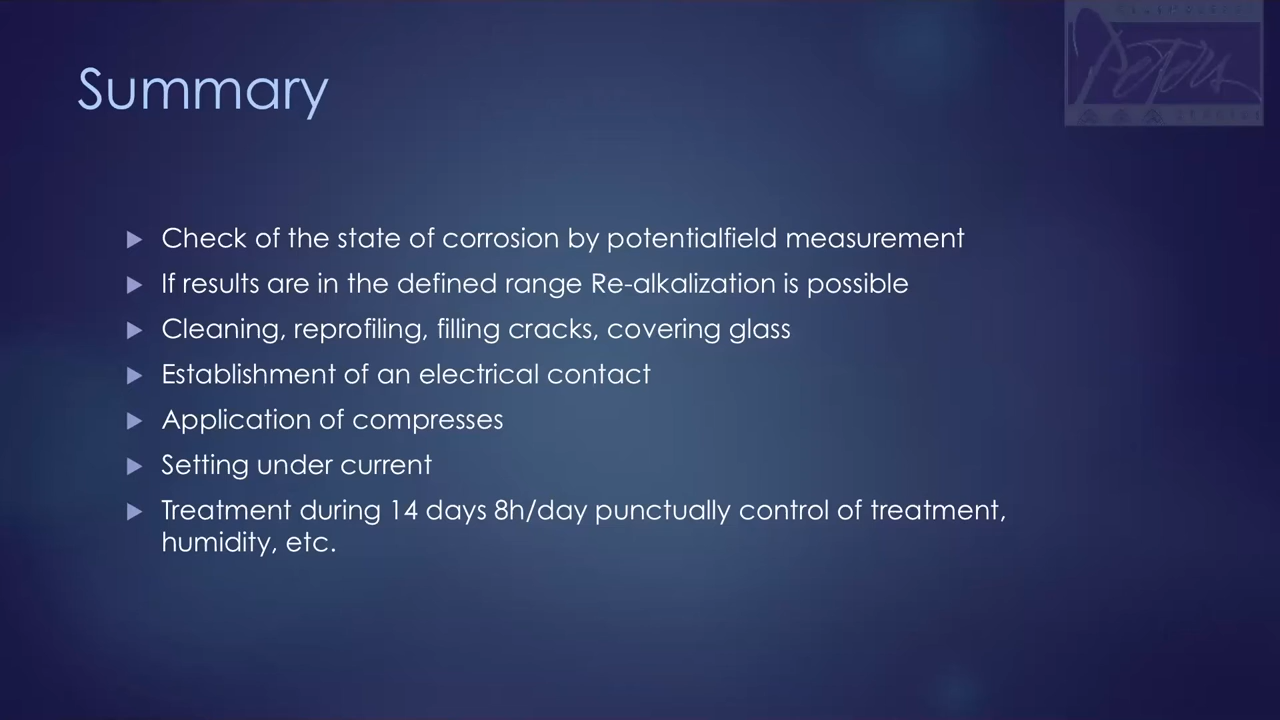 Summary
Check of the state of corrosion by potentialfield measurement
If results are in the defined range Re-alkalization is possible
Cleaning, reprofiling, filling cracks, covering glass
Establishment of an electrical contact
Application of compresses
Setting under current
Treatment during 14 days 8h/day punctually control of treatment,
humidity, etc.